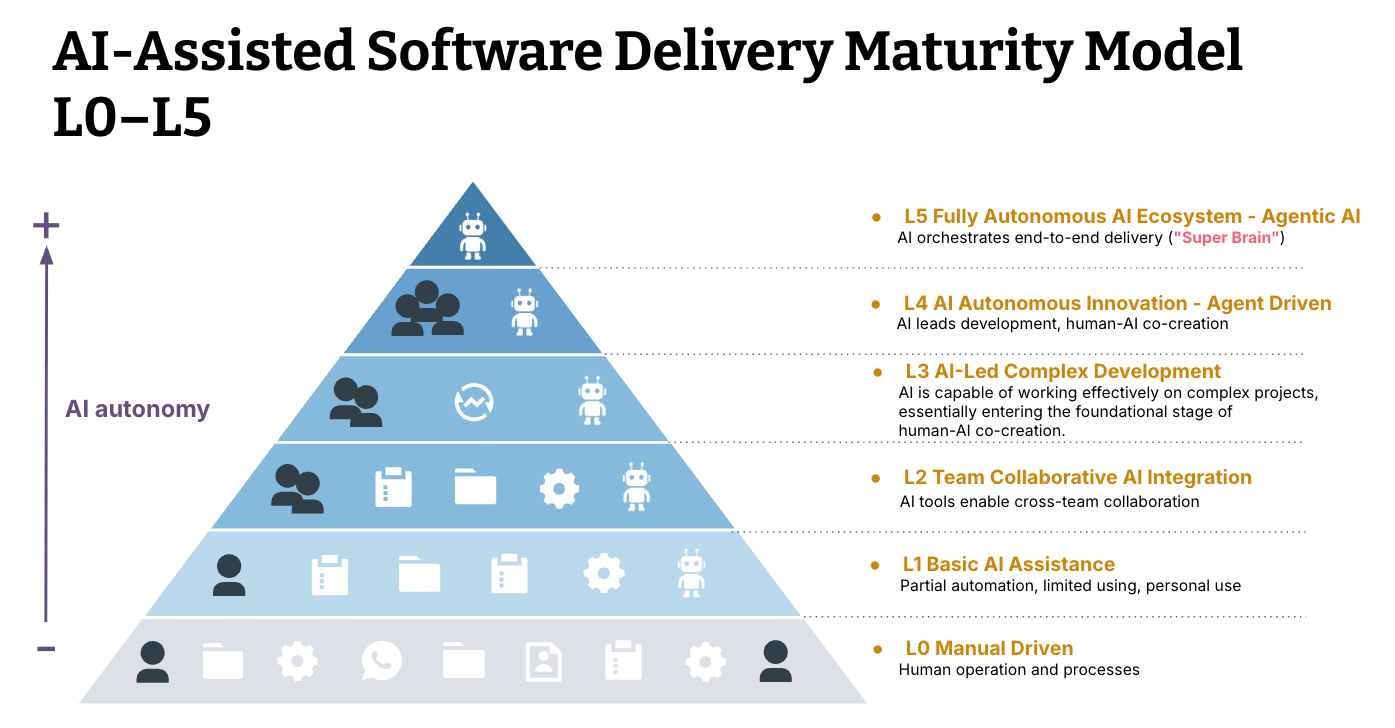 AI-Assisted Software Delivery Maturity Model
L0–L5
+
AI autonomy
–
● L5 Fully Autonomous AI Ecosystem - Agentic AI
AI orchestrates end-to-end delivery ("Super Brain")
● L4 AI Autonomous Innovation - Agent Driven
AI leads development, human-AI co-creation
● L3 AI-Led Complex Development
AI is capable of working effectively on complex projects,
essentially entering the foundational stage of
human-AI co-creation.
● L2 Team Collaborative AI Integration
AI tools enable cross-team collaboration
● L1 Basic AI Assistance
Partial automation, limited using, personal use
● L0 Manual Driven
Human operation and processes